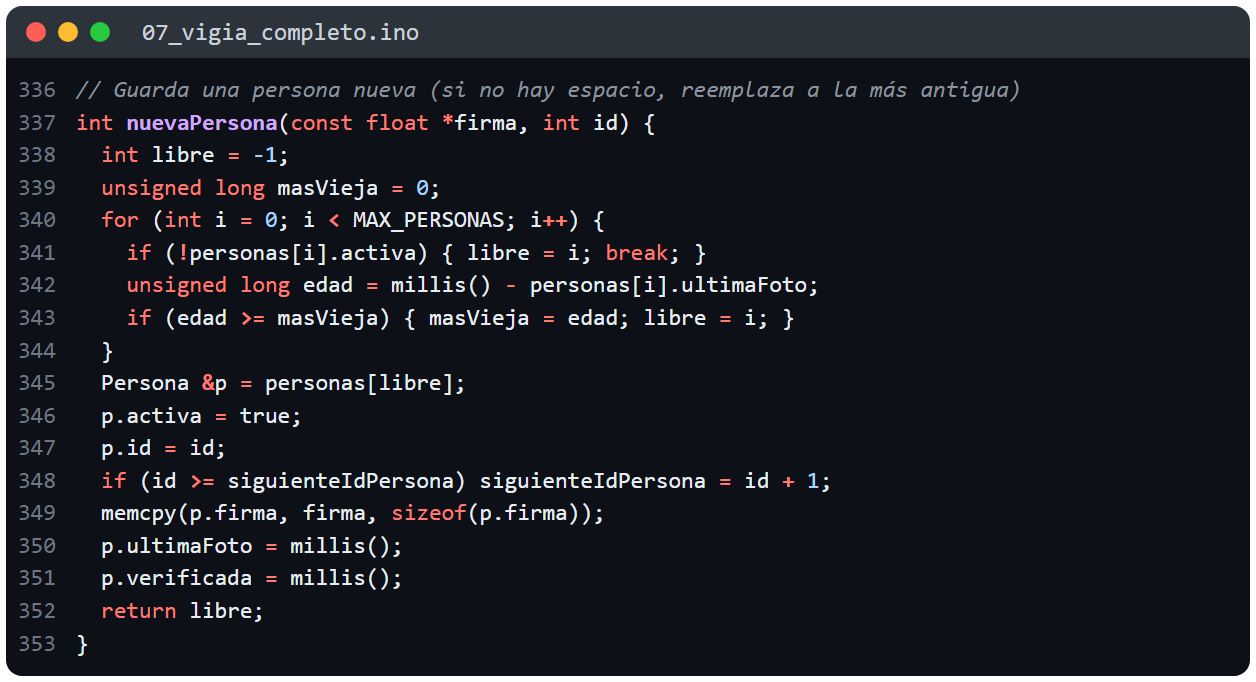 07_vigia_completo.ino
336 // Guarda una persona nueva (si no hay espacio, reemplaza a la más antigua)
337 int nuevaPersona(const float *firma, int id) {
338   int libre = -1;
339   unsigned long masVieja = 0;
340   for (int i = 0; i < MAX_PERSONAS; i++) {
341     if (!personas[i].activa) { libre = i; break; }
342     unsigned long edad = millis() - personas[i].ultimaFoto;
343     if (edad >= masVieja) { masVieja = edad; libre = i; }
344   }
345   Persona &p = personas[libre];
346   p.activa = true;
347   p.id = id;
348   if (id >= siguienteIdPersona) siguienteIdPersona = id + 1;
349   memcpy(p.firma, firma, sizeof(p.firma));
350   p.ultimaFoto = millis();
351   p.verificada = millis();
352   return libre;
353 }